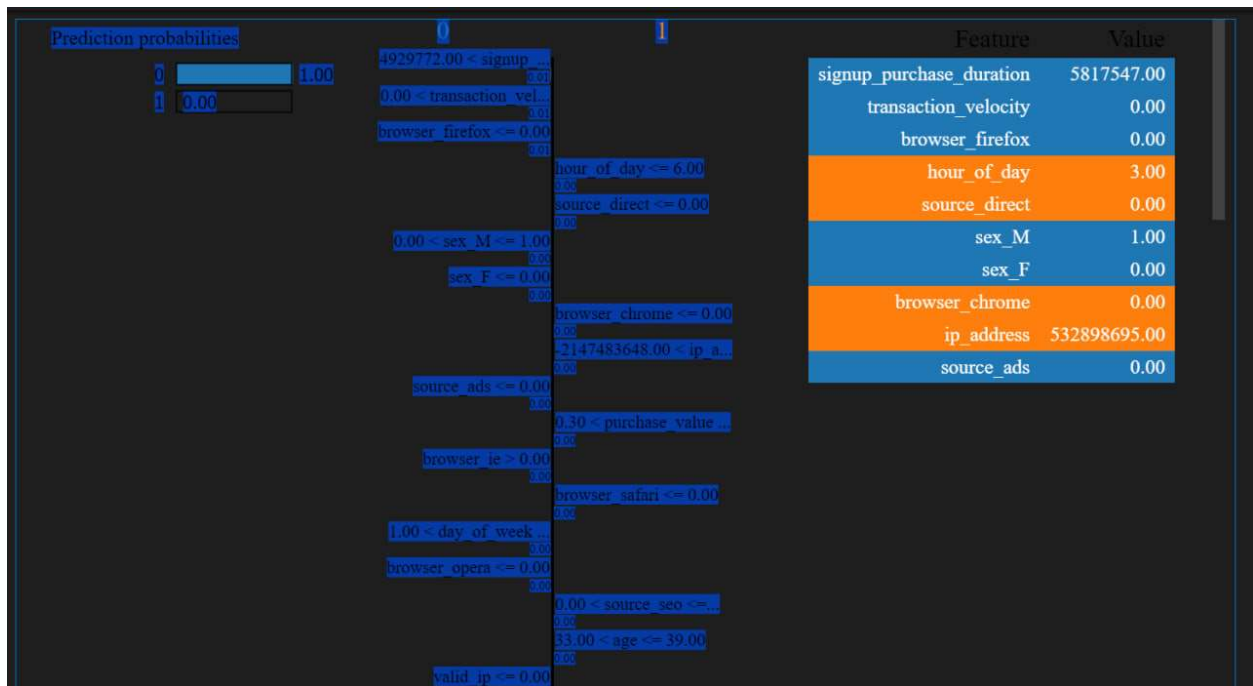 Prediction probabilities
0 1.00
1 0.00
0 1
4929772.00 < signup_...
0.01
0.00 < transaction_vel...
0.01
browser_firefox <= 0.00
0.01
hour_of_day <= 6.00
0.00
source_direct <= 0.00
0.00
0.00 < sex_M <= 1.00
0.00
sex_F <= 0.00
0.00
browser_chrome <= 0.00
0.00
-2147483648.00 < ip_a...
0.00
source_ads <= 0.00
0.00
0.30 < purchase_value ...
0.00
browser_ie > 0.00
0.00
browser_safari <= 0.00
0.00
1.00 < day_of_week ...
0.00
browser_opera <= 0.00
0.00
0.00 < source_seo <=...
0.00
33.00 < age <= 39.00
0.00
valid_ip <= 0.00
Feature Value
signup_purchase_duration 5817547.00
transaction_velocity 0.00
browser_firefox 0.00
hour_of_day 3.00
source_direct 0.00
sex_M 1.00
sex_F 0.00
browser_chrome 0.00
ip_address 532898695.00
source_ads 0.00